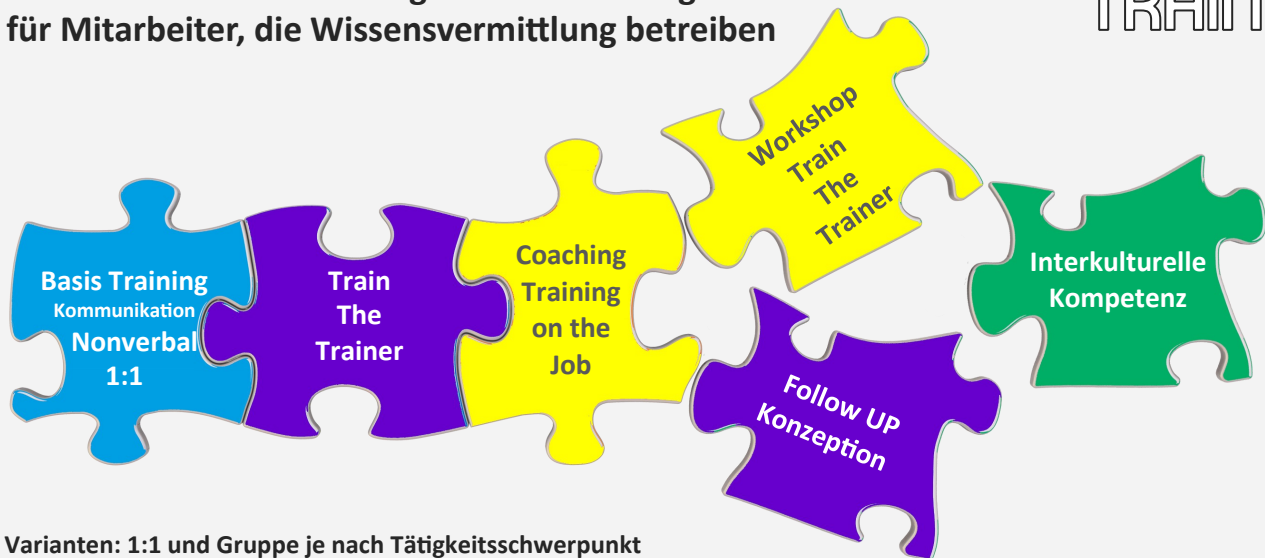 für Mitarbeiter, die Wissensvermittlung betreiben
Basis Training
Kommunikation
Nonverbal
1:1
Train
The
Trainer
Coaching
Training
on the
Job
Workshop
Train
The
Trainer
Follow UP
Konzeption
Interkulturelle
Kompetenz
Varianten: 1:1 und Gruppe je nach Tätigkeitsschwerpunkt